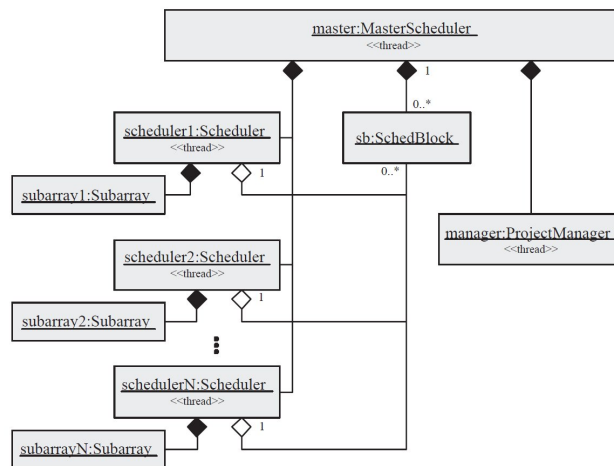 master:MasterScheduler
<<thread>>
1
0..*
scheduler1:Scheduler
<<thread>>
1
sb:SchedBlock
0..*
subarray1:Subarray
manager:ProjectManager
<<thread>>
scheduler2:Scheduler
<<thread>>
1
subarray2:Subarray
schedulerN:Scheduler
<<thread>>
1
subarrayN:Subarray